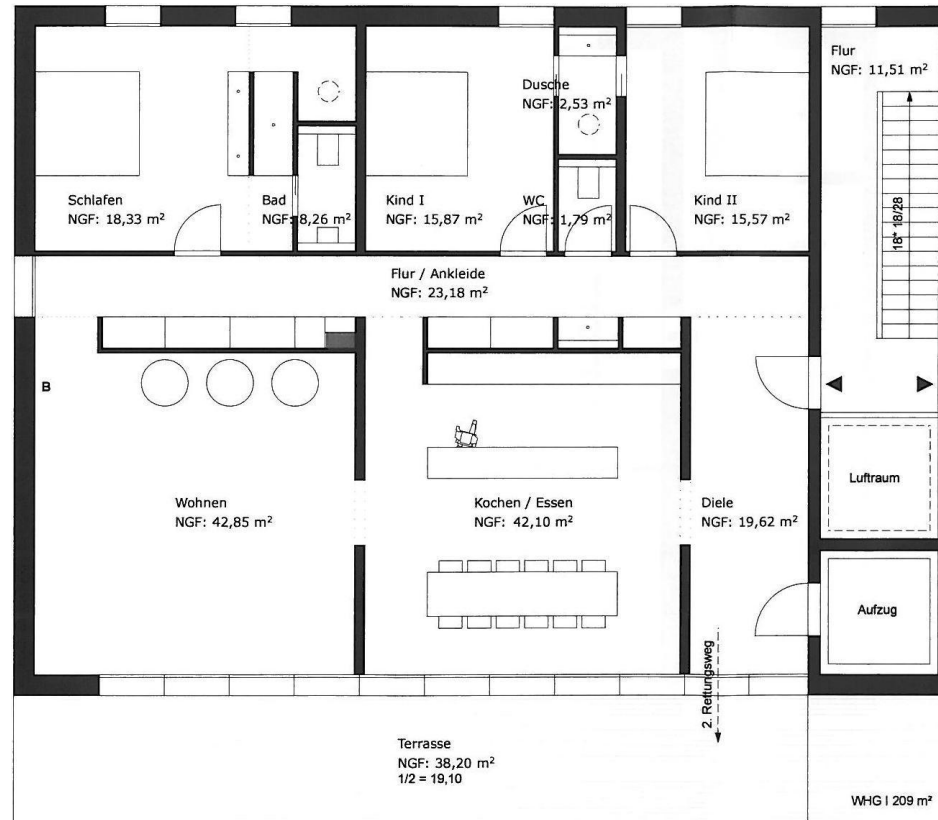 Flur
NGF: 11,51 m²
Dusche
NGF: 2,53 m²
Schlafen
NGF: 18,33 m²
Bad
NGF: 8,26 m²
Kind I
NGF: 15,87 m²
WC
NGF: 1,79 m²
Kind II
NGF: 15,57 m²
18* 18/28
Flur / Ankleide
NGF: 23,18 m²
B
Wohnen
NGF: 42,85 m²
Kochen / Essen
NGF: 42,10 m²
Diele
NGF: 19,62 m²
Luftraum
Aufzug
2. Rettungsweg
Terrasse
NGF: 38,20 m²
1/2 = 19,10
WHG I 209 m²